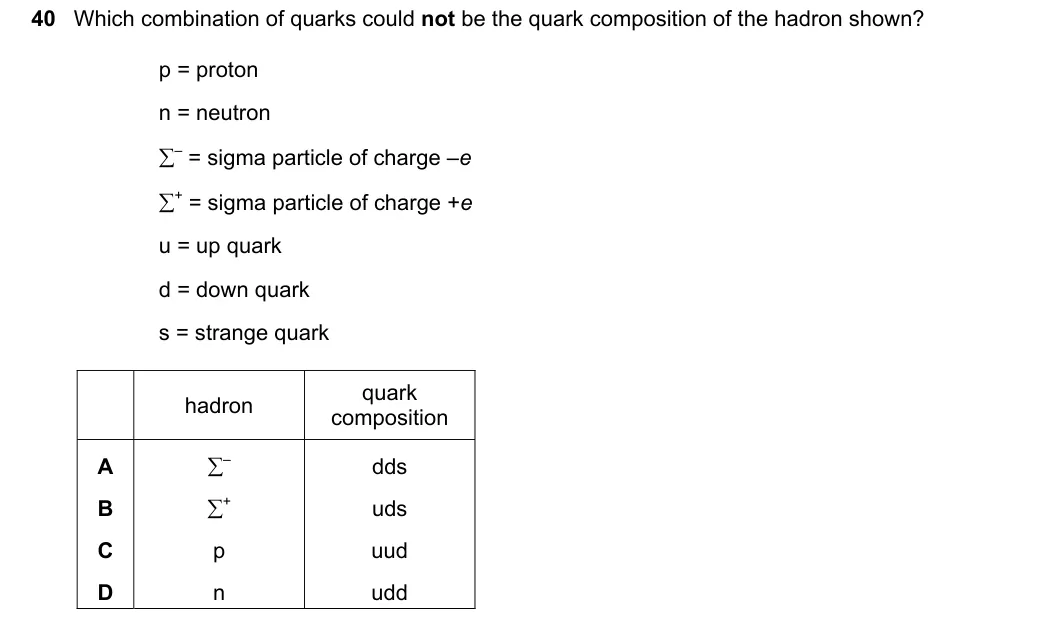 40 Which combination of quarks could not be the quark composition of the hadron shown?
p = proton
n = neutron
Σ⁻ = sigma particle of charge –e
Σ⁺ = sigma particle of charge +e
u = up quark
d = down quark
s = strange quark
hadron quark composition
A Σ⁻ dds
B Σ⁺ uds
C p uud
D n udd